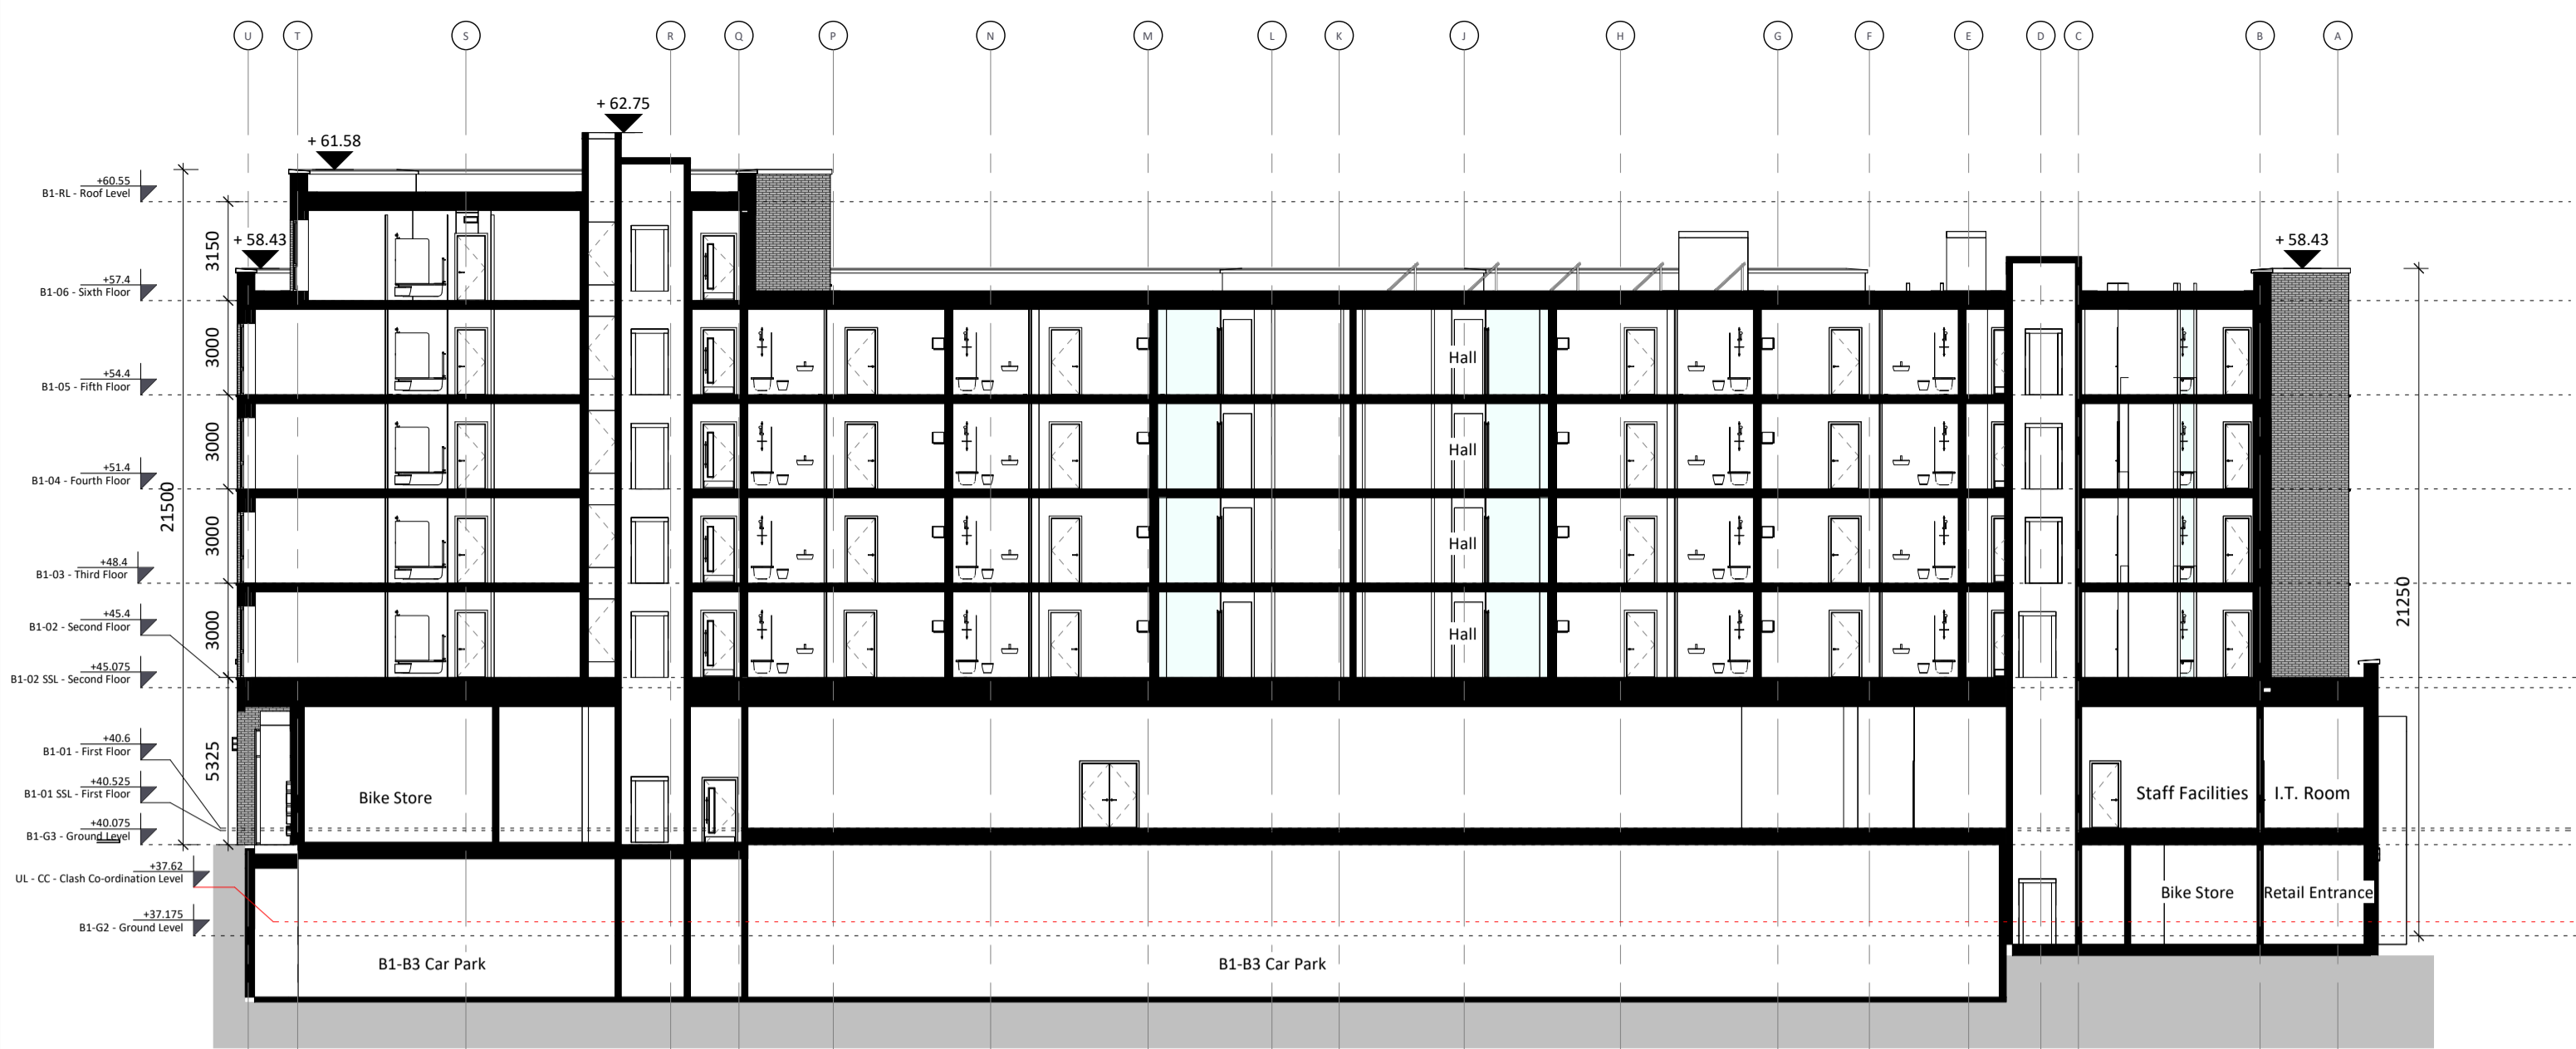 U T S R Q P N M L K J H G F E D C B A
+ 62.75
+ 61.58
+60.55
B1-RL - Roof Level
+ 58.43
+ 58.43
3150
+57.4
B1-06 - Sixth Floor
3000
Hall
+54.4
B1-05 - Fifth Floor
3000
Hall
+51.4
B1-04 - Fourth Floor
21500
3000
Hall
+48.4
B1-03 - Third Floor
21250
+45.4
B1-02 - Second Floor
3000
Hall
+45.075
B1-02 SSL - Second Floor
+40.6
B1-01 - First Floor
5325
+40.525
B1-01 SSL - First Floor
Bike Store
Staff Facilities
I.T. Room
+40.075
B1-G3 - Ground Level
+37.62
UL - CC - Clash Co-ordination Level
Bike Store
Retail Entrance
+37.175
B1-G2 - Ground Level
B1-B3 Car Park
B1-B3 Car Park